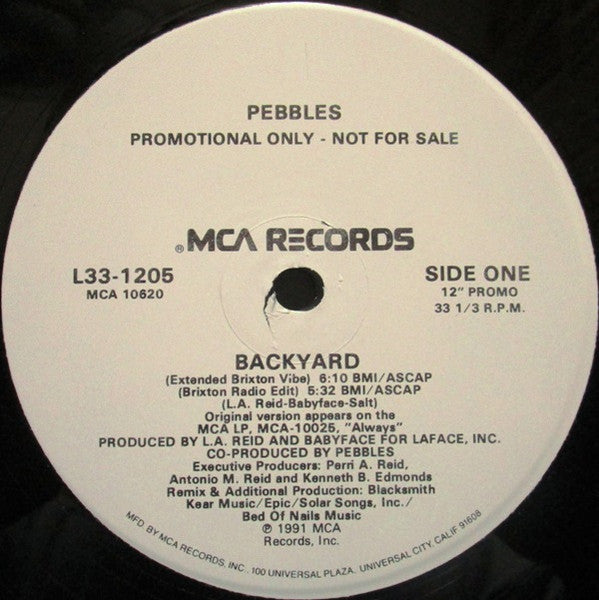 PEBBLES
PROMOTIONAL ONLY - NOT FOR SALE
®MCA RECORDS
L33-1205
MCA 10620
SIDE ONE
12" PROMO
33 1/3 R.P.M.
BACKYARD
(Extended Brixton Vibe) 6:10 BMI/ASCAP
(Brixton Radio Edit) 5:32 BMI/ASCAP
(L.A. Reid-Babyface-Salt)
Original version appears on the
MCA LP, MCA-10025, "Always"
PRODUCED BY L.A. REID AND BABYFACE FOR LAFACE, INC.
CO-PRODUCED BY PEBBLES
Executive Producers: Perri A. Reid,
Antonio M. Reid and Kenneth B. Edmonds
Remix & Additional Production: Blacksmith
Kear Music/Epic/Solar Songs, Inc./
Bed Of Nails Music
℗ 1991 MCA
Records, Inc.
MFD. BY MCA RECORDS, INC., 100 UNIVERSAL PLAZA, UNIVERSAL CITY, CALIF 91608